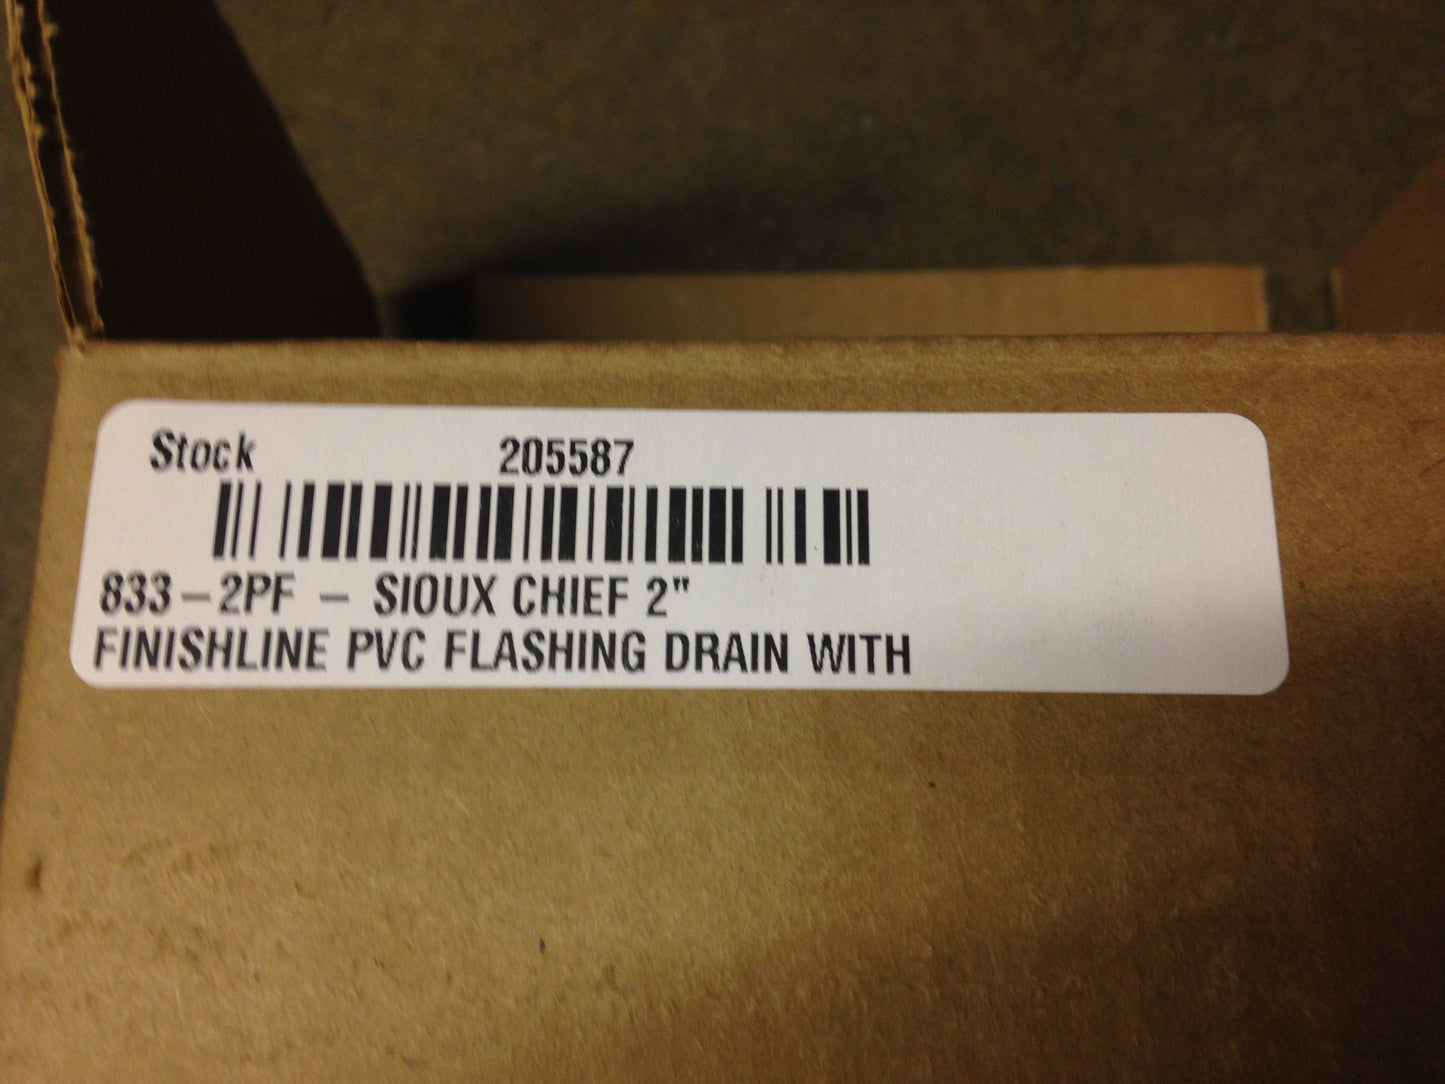 Stock 205587
833-2PF - SIOUX CHIEF 2"
FINISHLINE PVC FLASHING DRAIN WITH